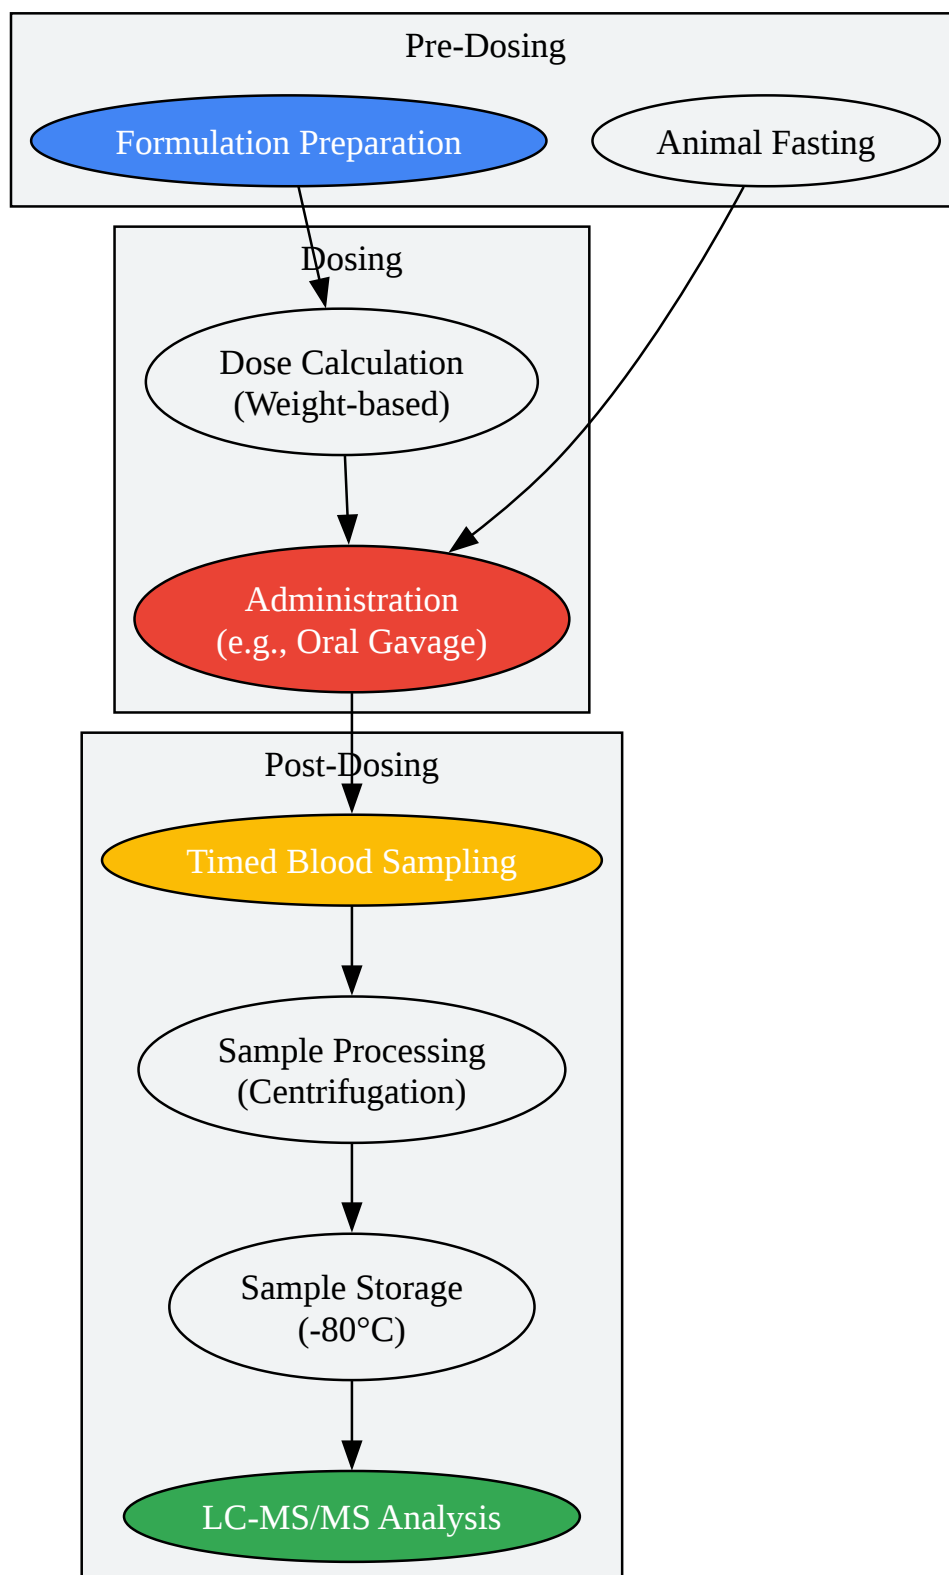 Pre-Dosing
Formulation Preparation
Animal Fasting
Dosing
Dose Calculation
(Weight-based)
Administration
(e.g., Oral Gavage)
Post-Dosing
Timed Blood Sampling
Sample Processing
(Centrifugation)
Sample Storage
(-80°C)
LC-MS/MS Analysis